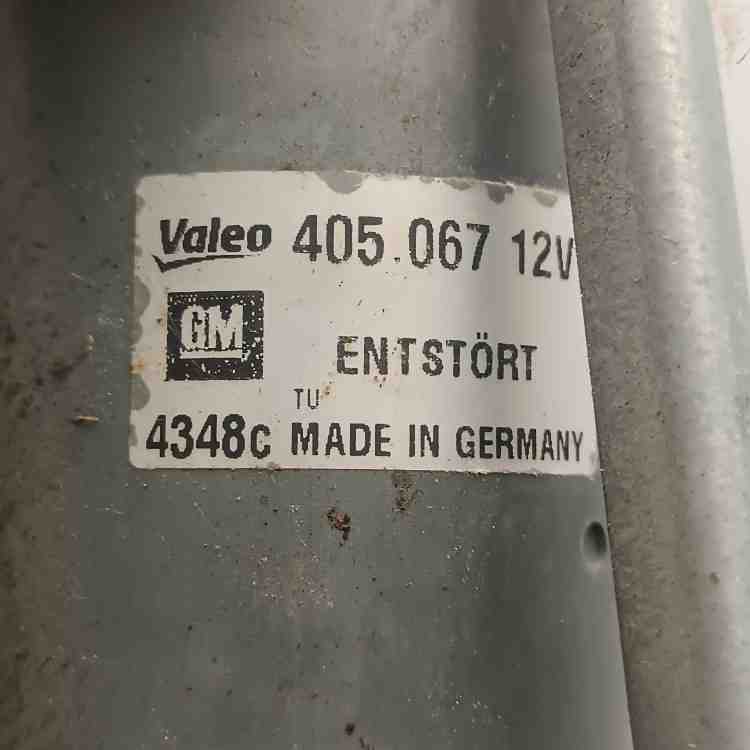 Valeo 405.067 12V
GM
ENTSTÖRT
TU
4348C MADE IN GERMANY